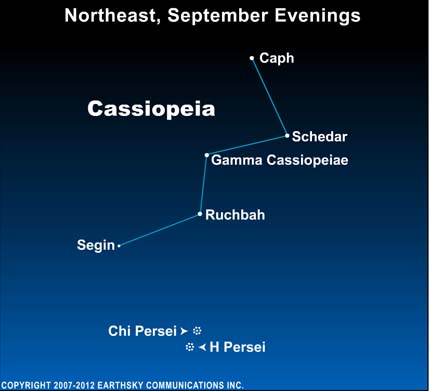 Northeast, September Evenings
Caph
Cassiopeia
Schedar
Gamma Cassiopeiae
Ruchbah
Segin
Chi Persei
H Persei
COPYRIGHT 2007-2012 EARTHSKY COMMUNICATIONS INC.